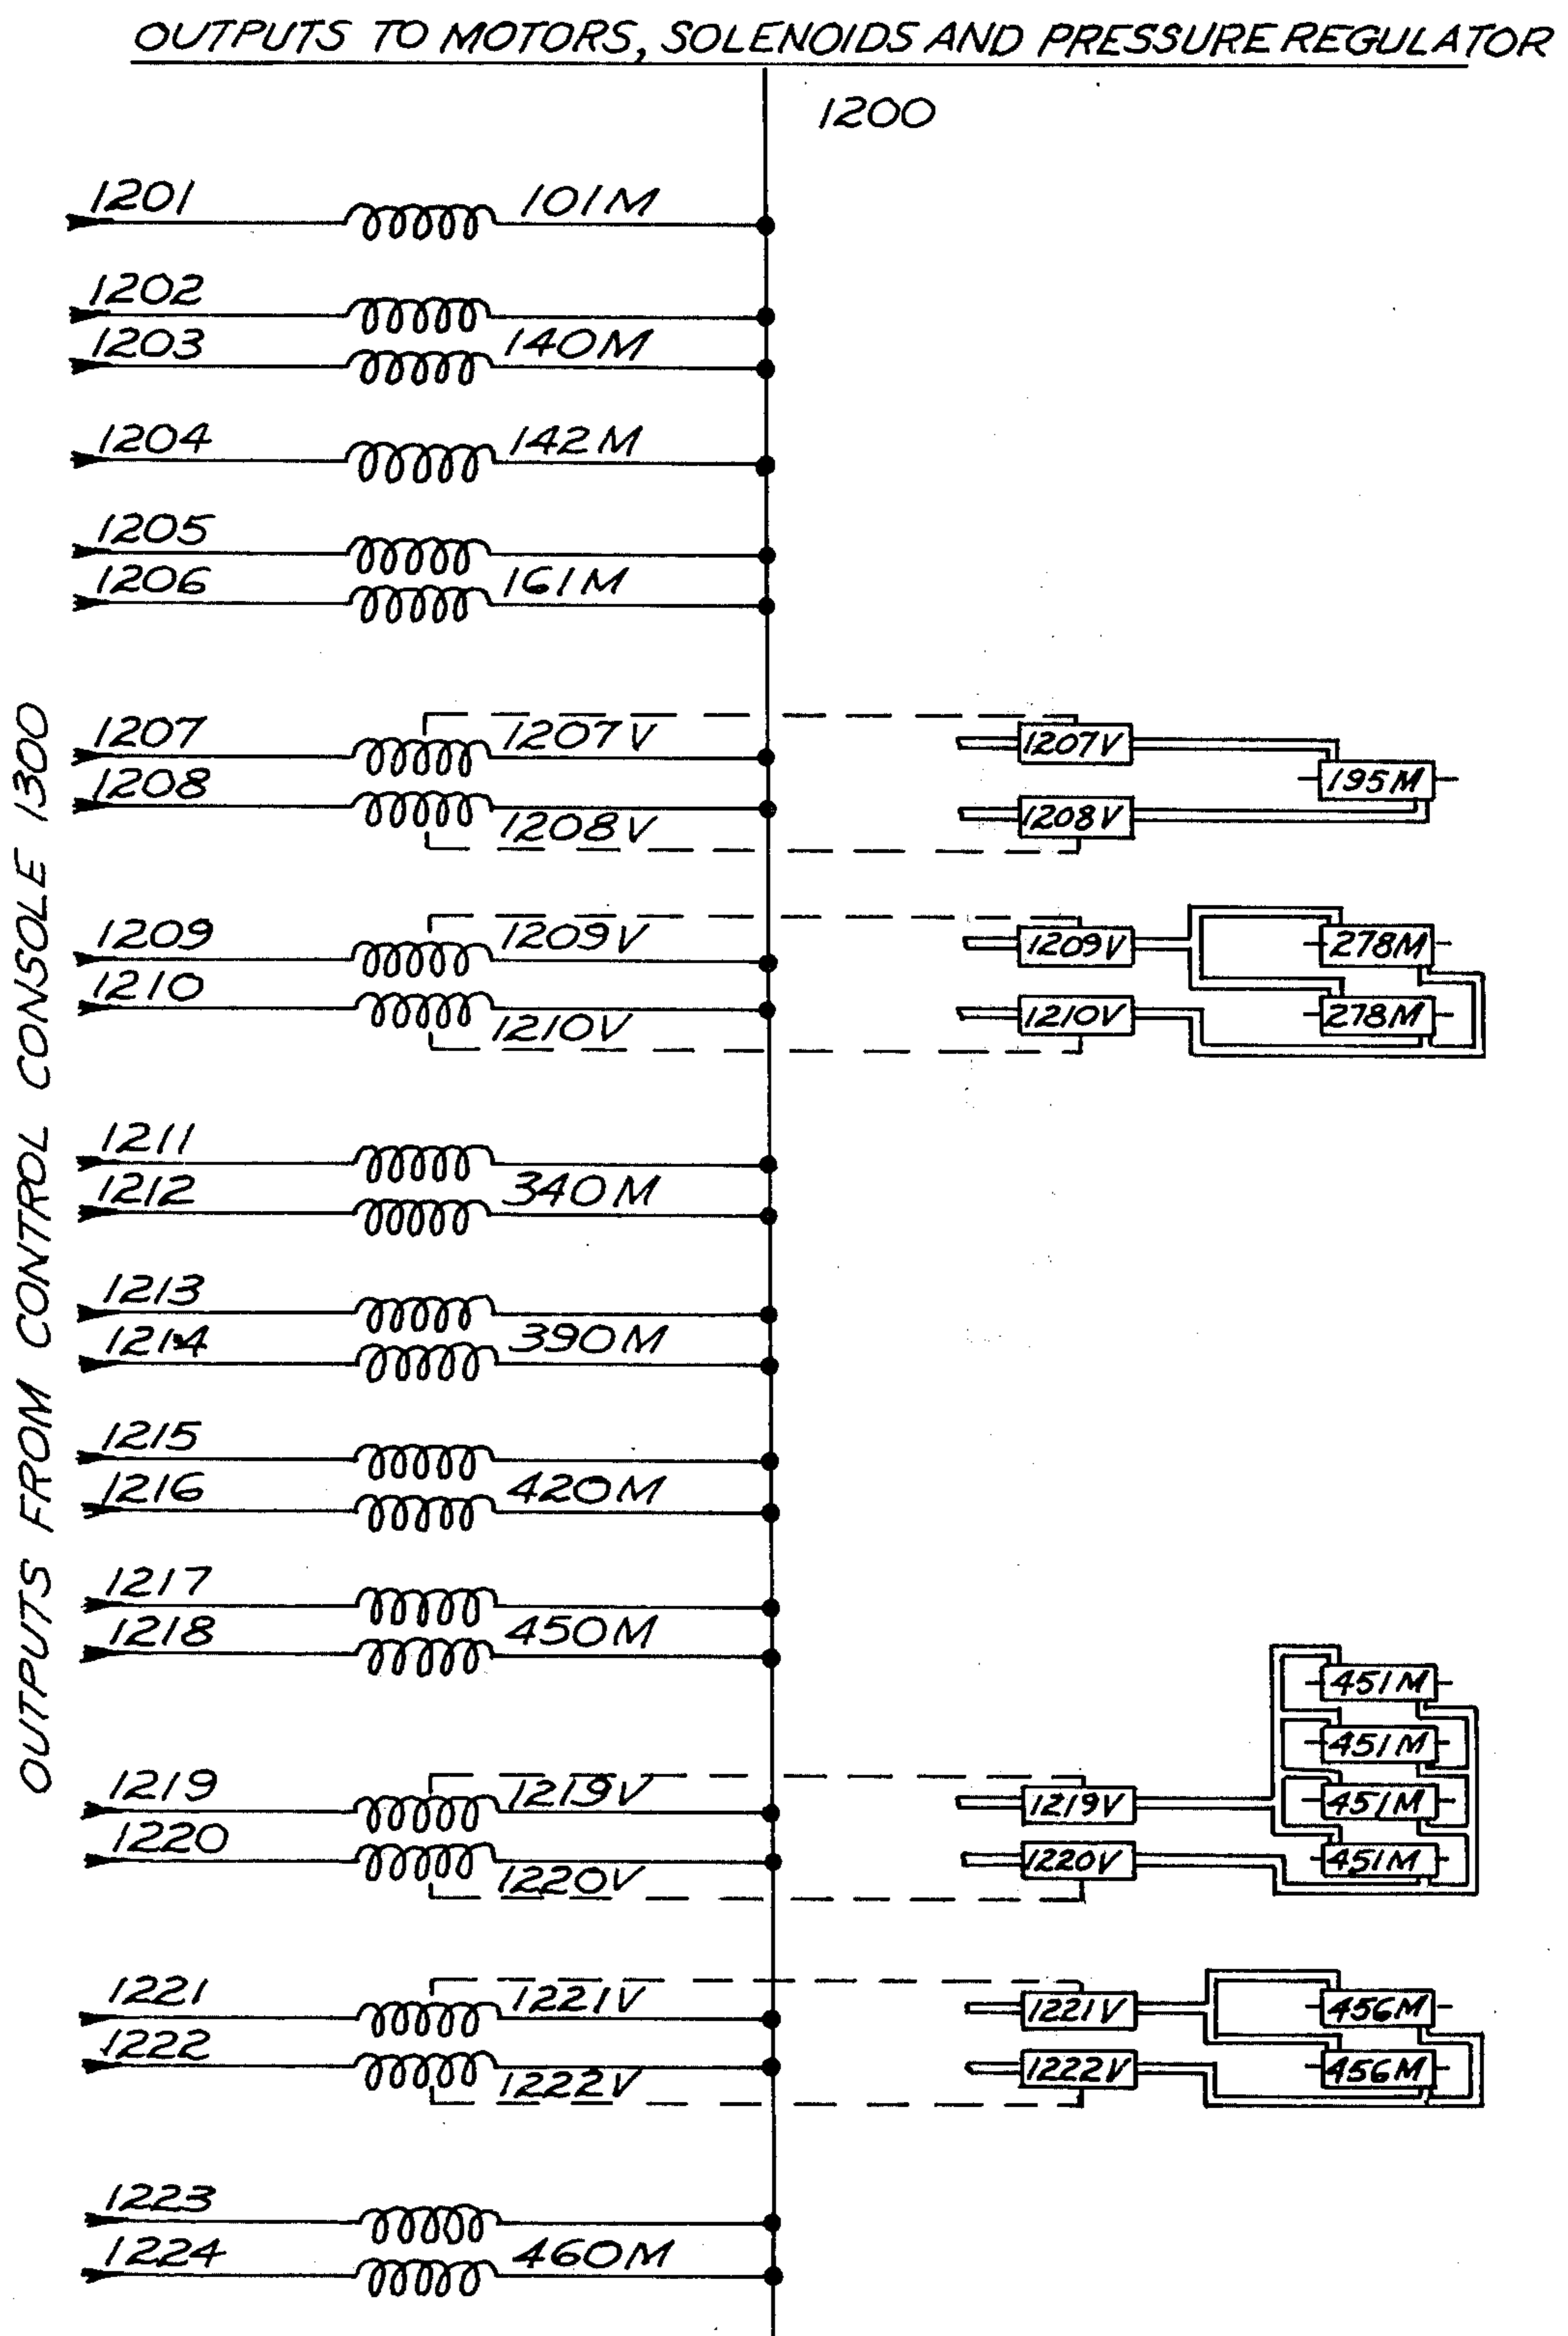 OUTPUTS TO MOTORS, SOLENOIDS AND PRESSURE REGULATOR
1200
OUTPUTS FROM CONTROL CONSOLE 1300
1201 101M
1202
1203 140M
1204 142M
1205
1206 161M
1207 1207V 1207V
195M
1208 1208V 1208V
1209 1209V 1209V 278M
1210 1210V 1210V 278M
1211
1212 340M
1213
1214 390M
1215
1216 420M
1217
1218 450M
451M
451M
1219 1219V 1219V 451M
1220 1220V 1220V 451M
1221 1221V 1221V 456M
1222 1222V 1222V 456M
1223
1224 460M